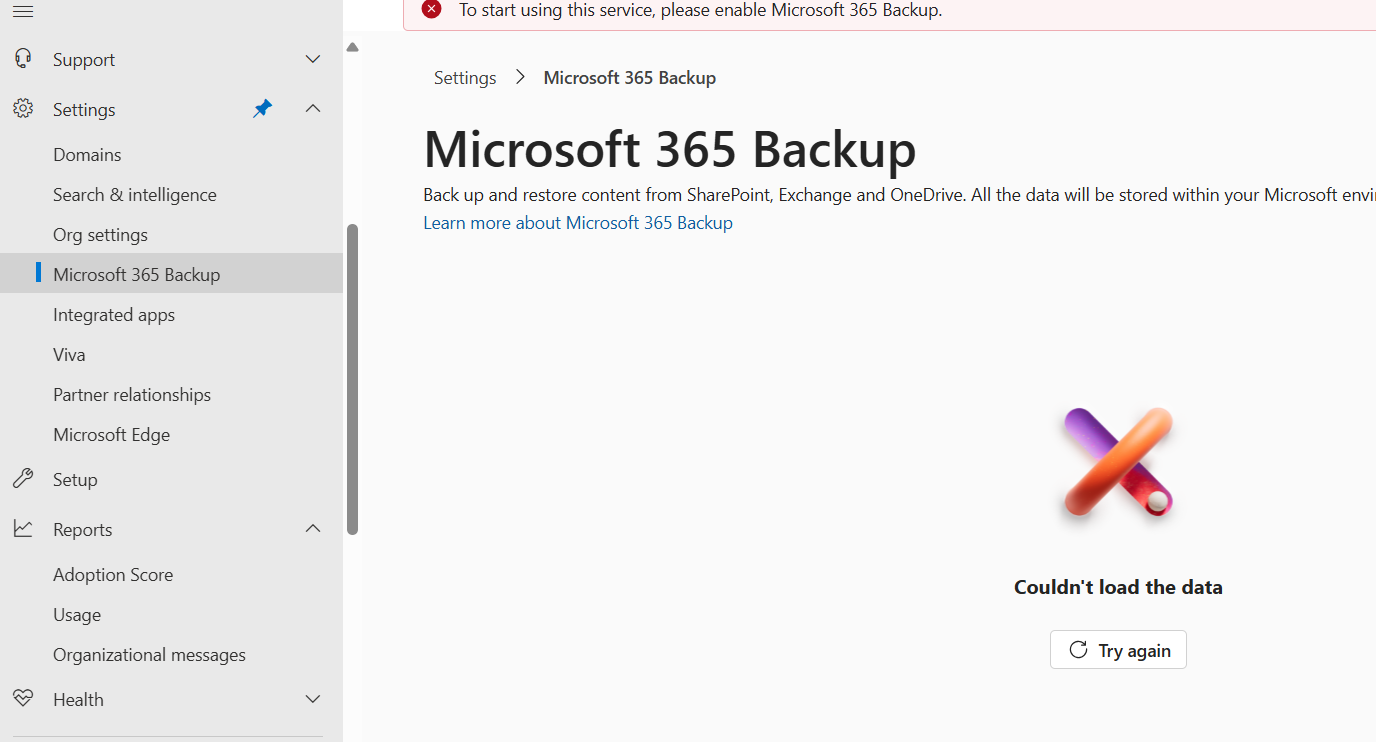 To start using this service, please enable Microsoft 365 Backup.
Support
Settings
Domains
Search & intelligence
Org settings
Microsoft 365 Backup
Integrated apps
Viva
Partner relationships
Microsoft Edge
Setup
Reports
Adoption Score
Usage
Organizational messages
Health
Settings > Microsoft 365 Backup
Microsoft 365 Backup
Back up and restore content from SharePoint, Exchange and OneDrive. All the data will be stored within your Microsoft
Learn more about Microsoft 365 Backup
Couldn't load the data
Try again